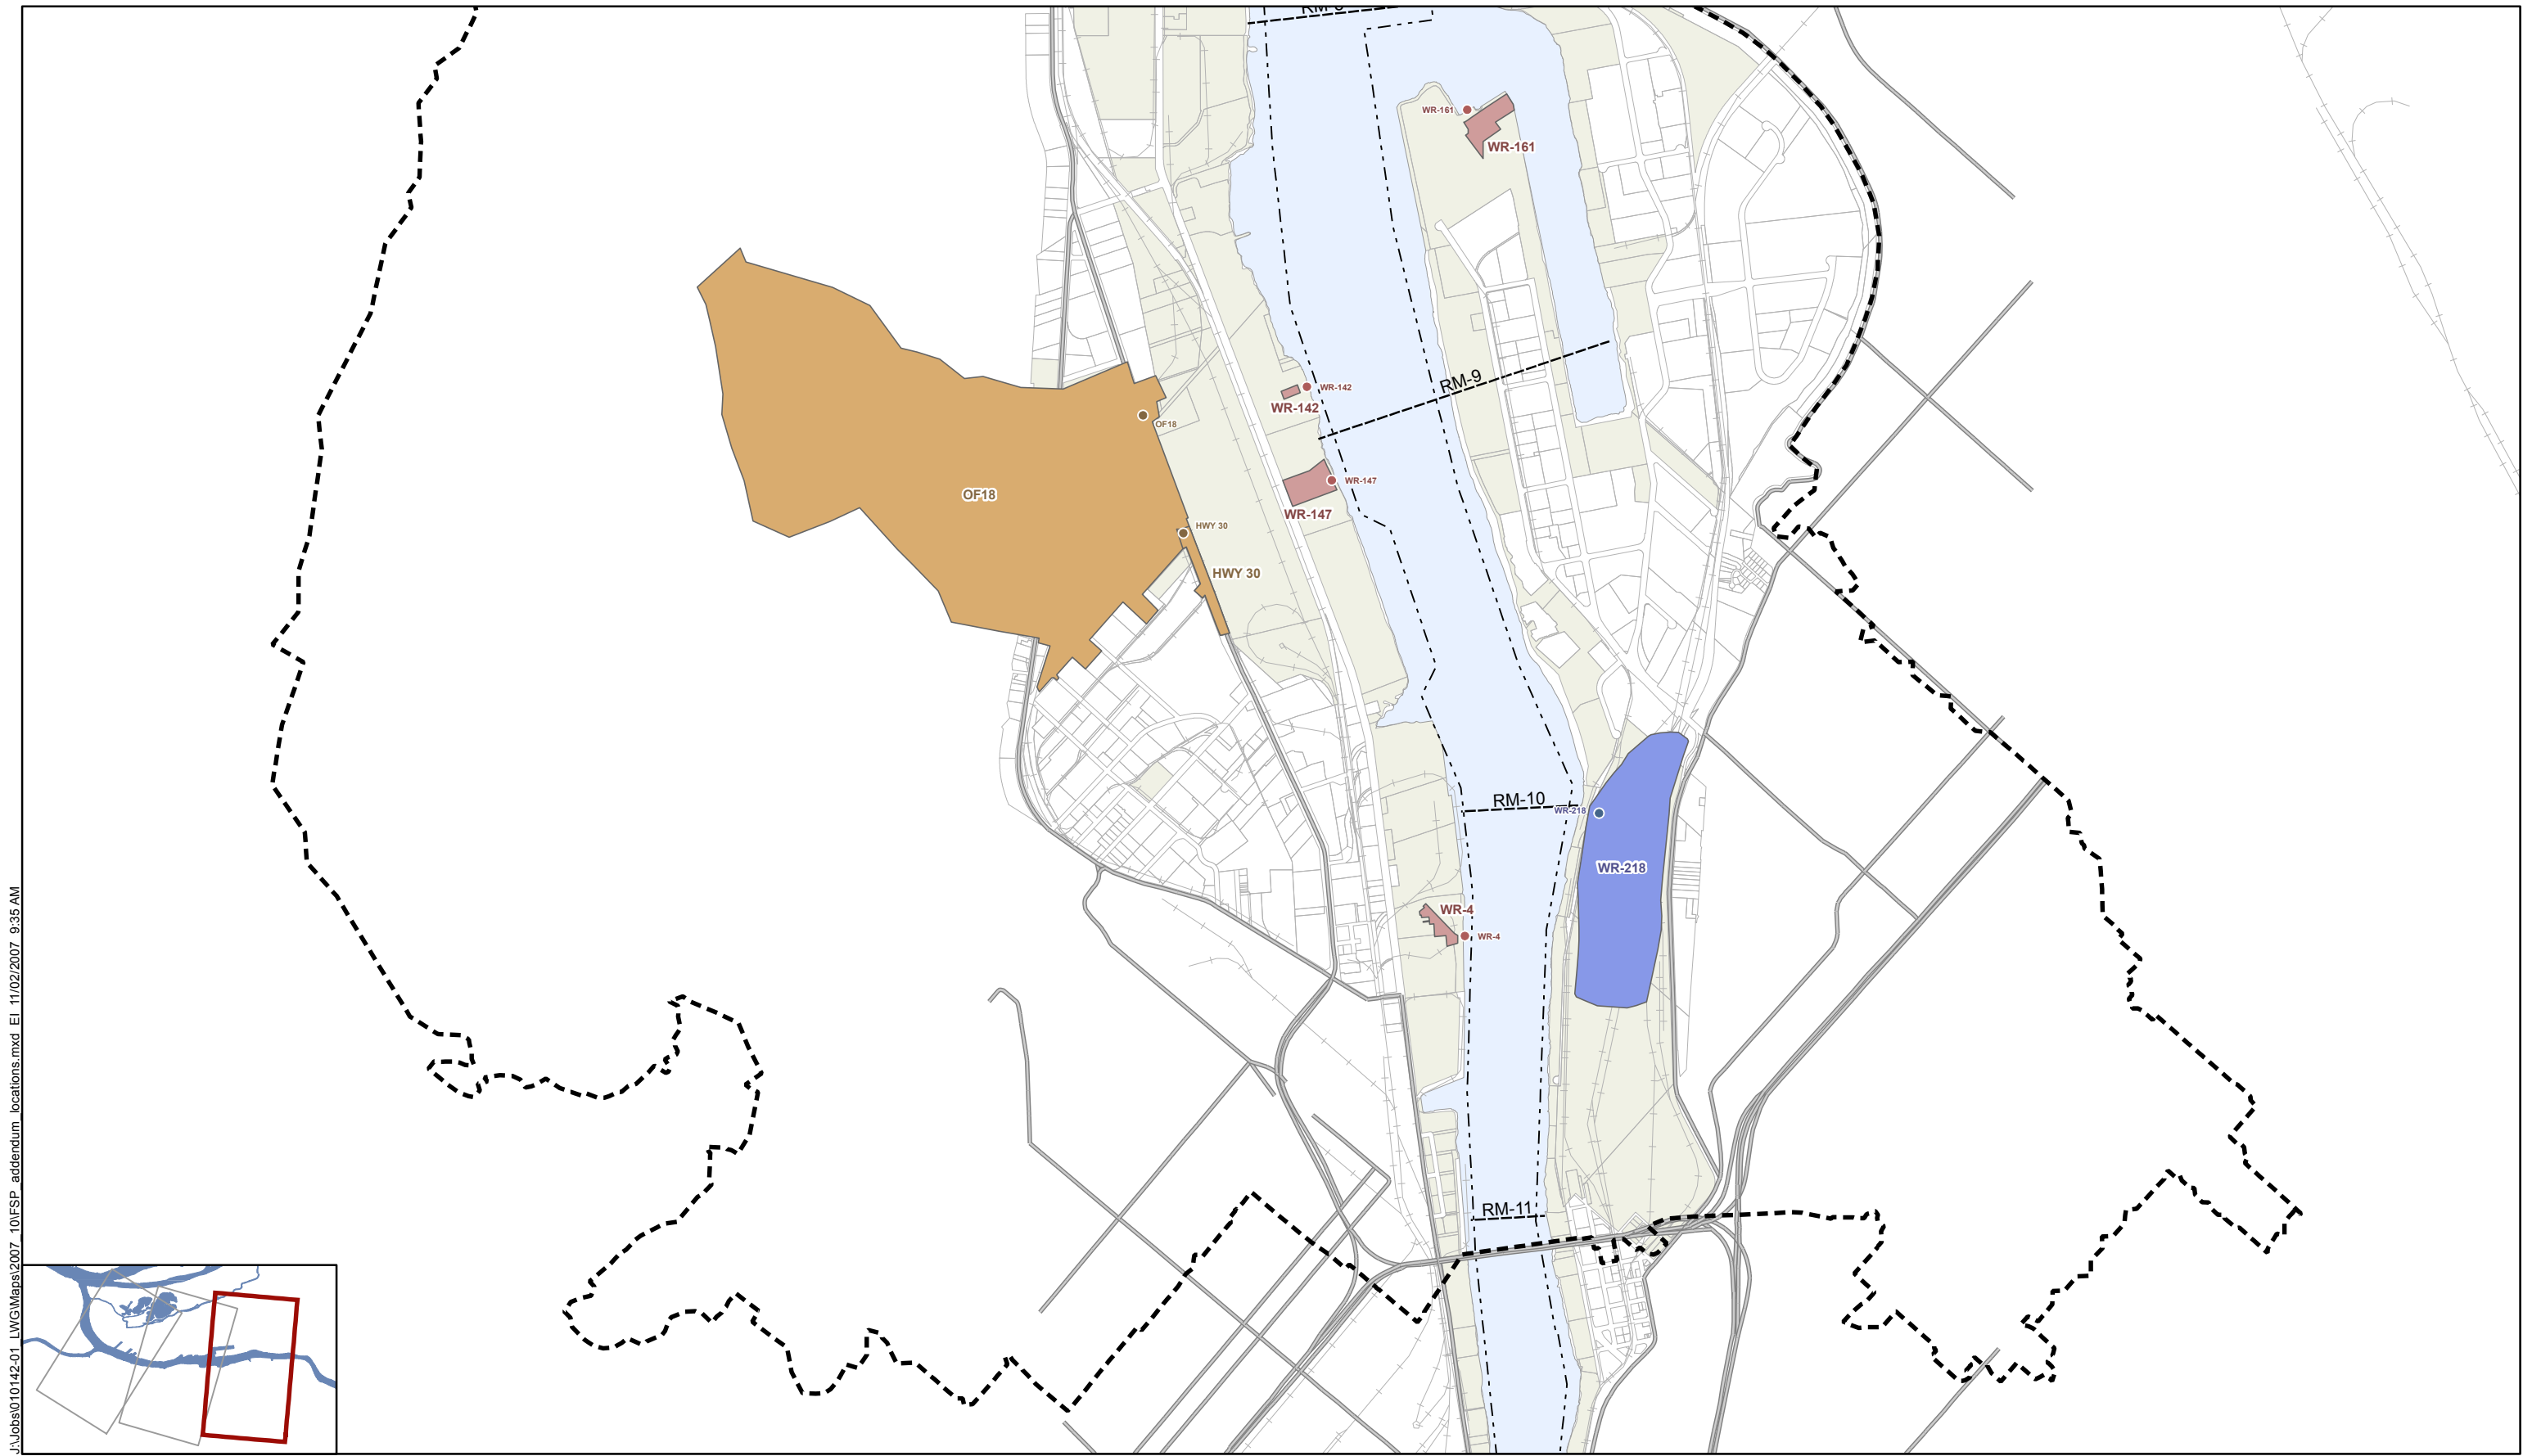 WR-161
WR-161
RM-9
WR-142
WR-142
OF18
OF18
WR-147
WR-147
HWY 30
HWY 30
RM-10
WR-218
WR-218
WR-4
WR-4
RM-11
J:\Jobs\010142-01_LWG\Maps\2007_10\FSP_addendum_locations.mxd EI 11/02/2007 9:35 AM